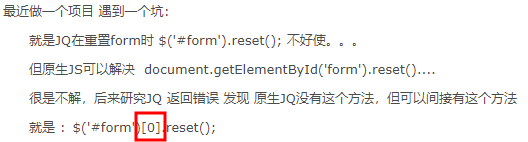 最近做一个项目 遇到一个坑:
就是JQ在重置form时 $('#form').reset(); 不好使。。。
但原生JS可以解决 document.getElementById('form').reset()....
很是不解，后来研究JQ 返回错误 发现 原生JQ没有这个方法，但可以间接有这个方法
就是 : $('#form')[0].reset();